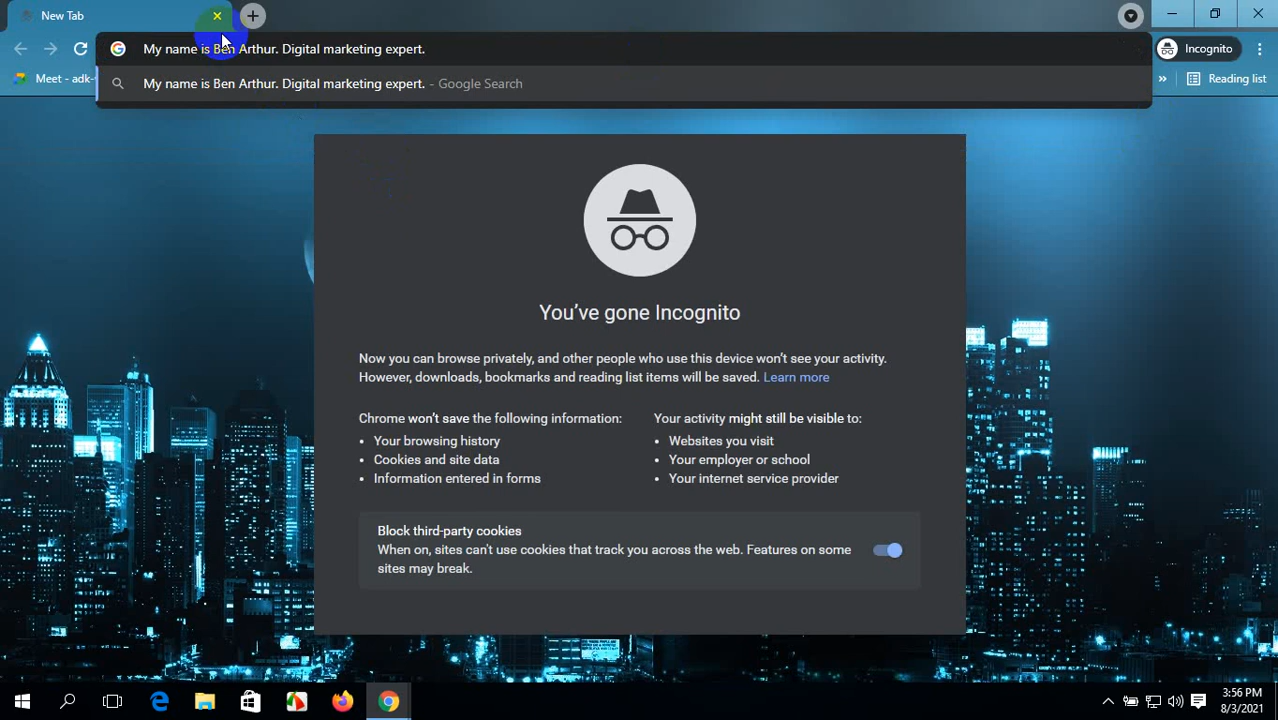 New Tab
My name is Ben Arthur. Digital marketing expert.
Incognito
My name is Ben Arthur. Digital marketing expert. - Google Search
Meet - adk-
» Reading list
You've gone Incognito
Now you can browse privately, and other people who use this device won't see your activity.
However, downloads, bookmarks and reading list items will be saved. Learn more
Chrome won't save the following information:
• Your browsing history
• Cookies and site data
• Information entered in forms
Your activity might still be visible to:
• Websites you visit
• Your employer or school
• Your internet service provider
Block third-party cookies
When on, sites can't use cookies that track you across the web. Features on some
sites may break.
3:56 PM
8/3/2021